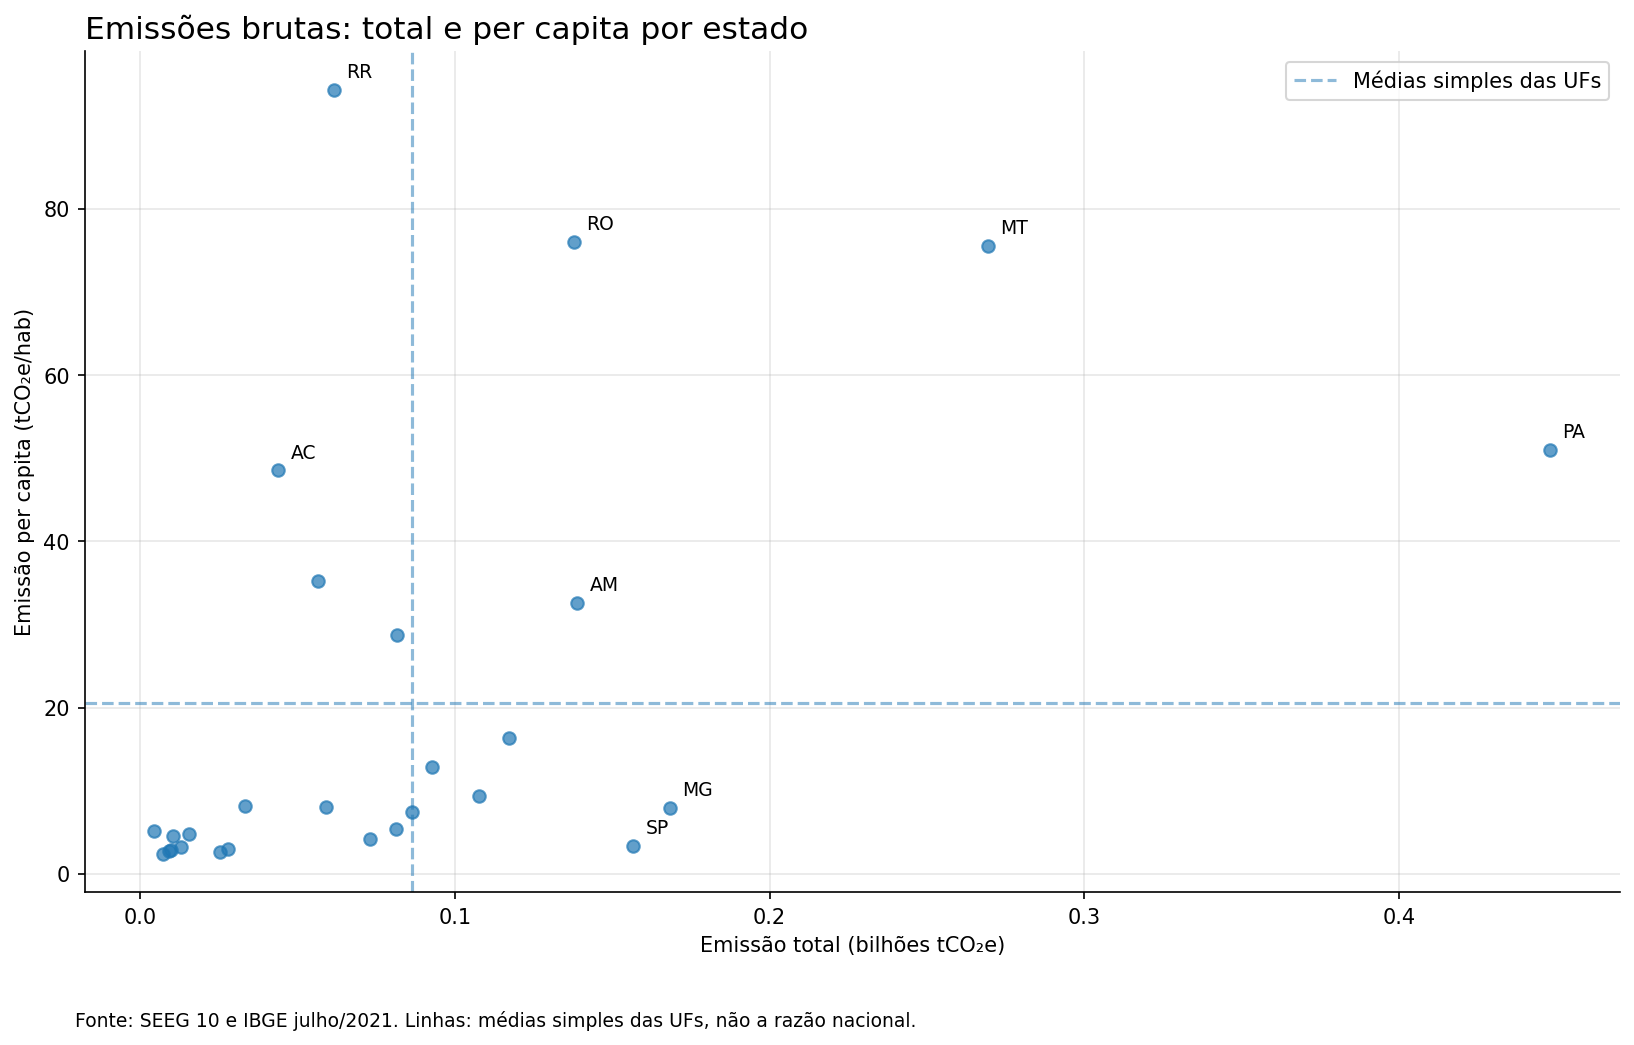 Emissões brutas: total e per capita por estado
Médias simples das UFs
RR
RO
MT
PA
AC
AM
MG
SP
Emissão per capita (tCO₂e/hab)
80
60
40
20
0
0.0 0.1 0.2 0.3 0.4
Emissão total (bilhões tCO₂e)
Fonte: SEEG 10 e IBGE julho/2021. Linhas: médias simples das UFs, não a razão nacional.